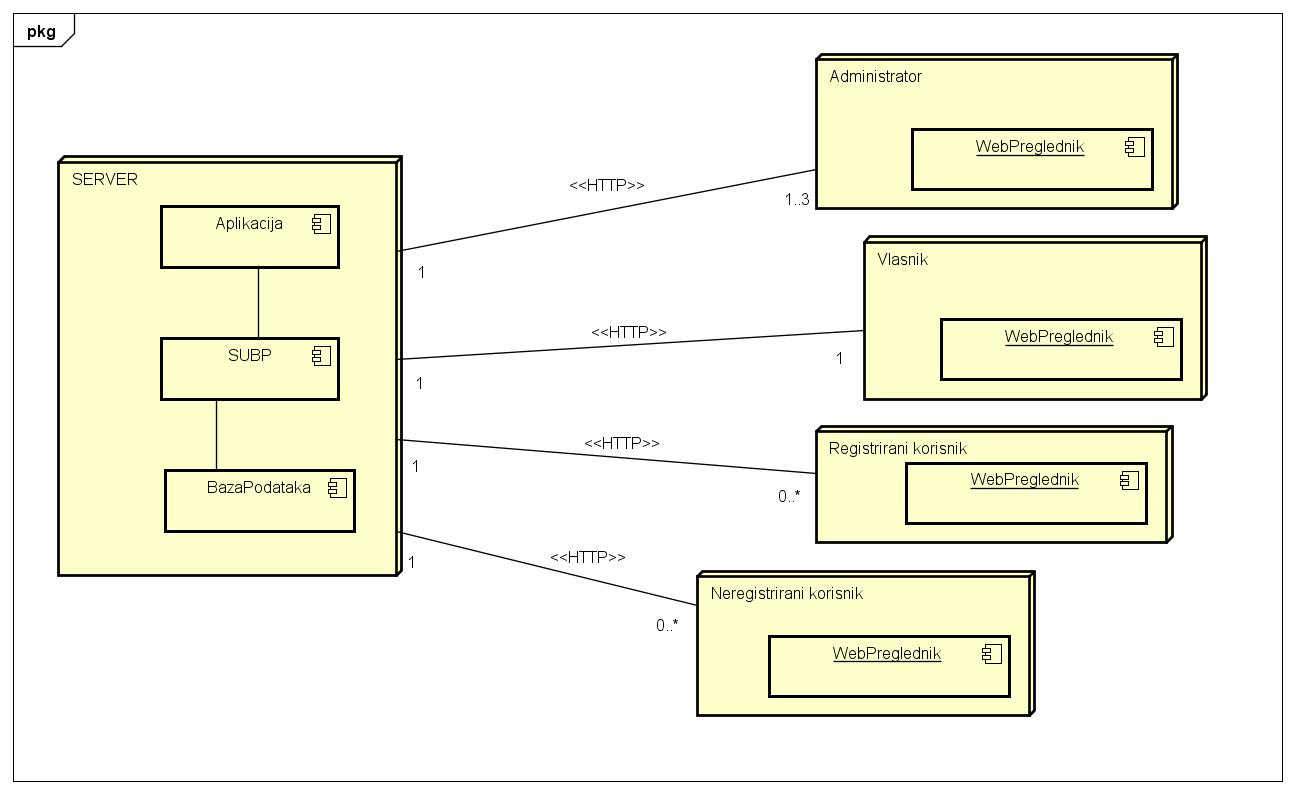 pkg
Administrator
WebPreglednik
<<HTTP>>
1..3
1
SERVER
Aplikacija
SUBP
BazaPodataka
Vlasnik
WebPreglednik
<<HTTP>>
1
1
Registrirani korisnik
WebPreglednik
<<HTTP>>
0..*
1
Neregistrirani korisnik
WebPreglednik
<<HTTP>>
0..*
1